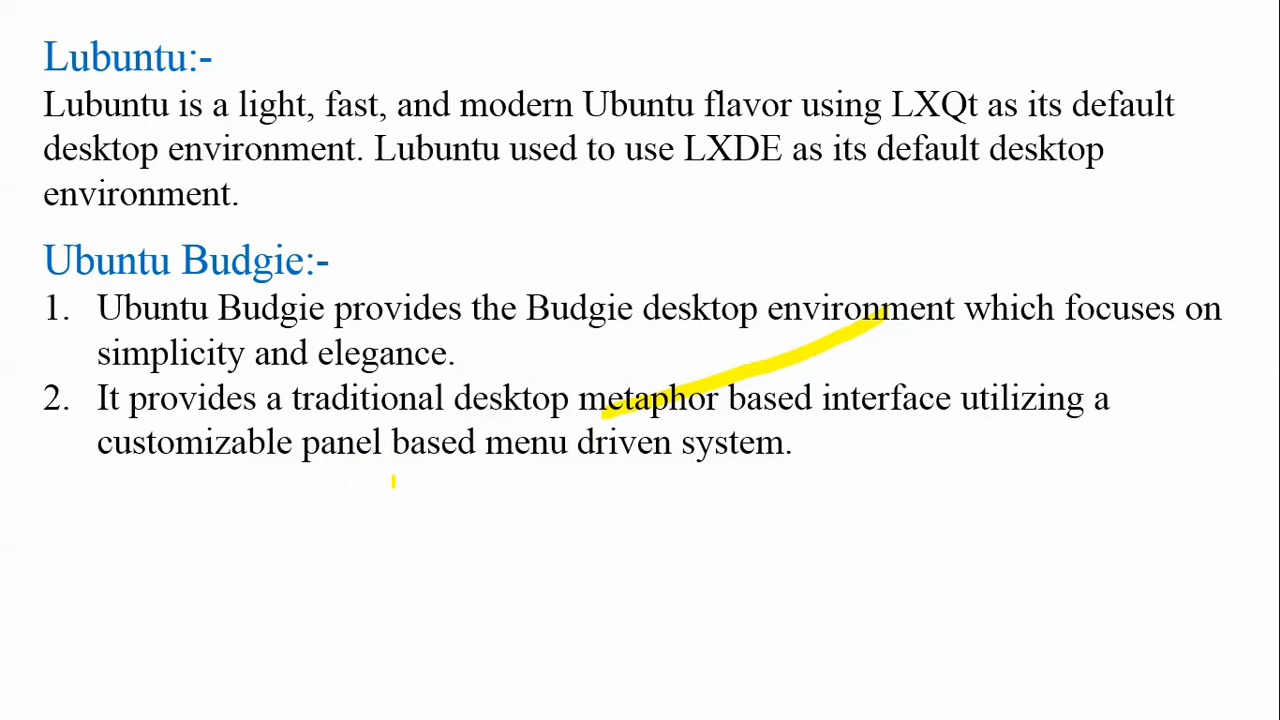 Lubuntu:-
Lubuntu is a light, fast, and modern Ubuntu flavor using LXQt as its default
desktop environment. Lubuntu used to use LXDE as its default desktop
environment.
Ubuntu Budgie:-
1. Ubuntu Budgie provides the Budgie desktop environment which focuses on
simplicity and elegance.
2. It provides a traditional desktop metaphor based interface utilizing a
customizable panel based menu driven system.